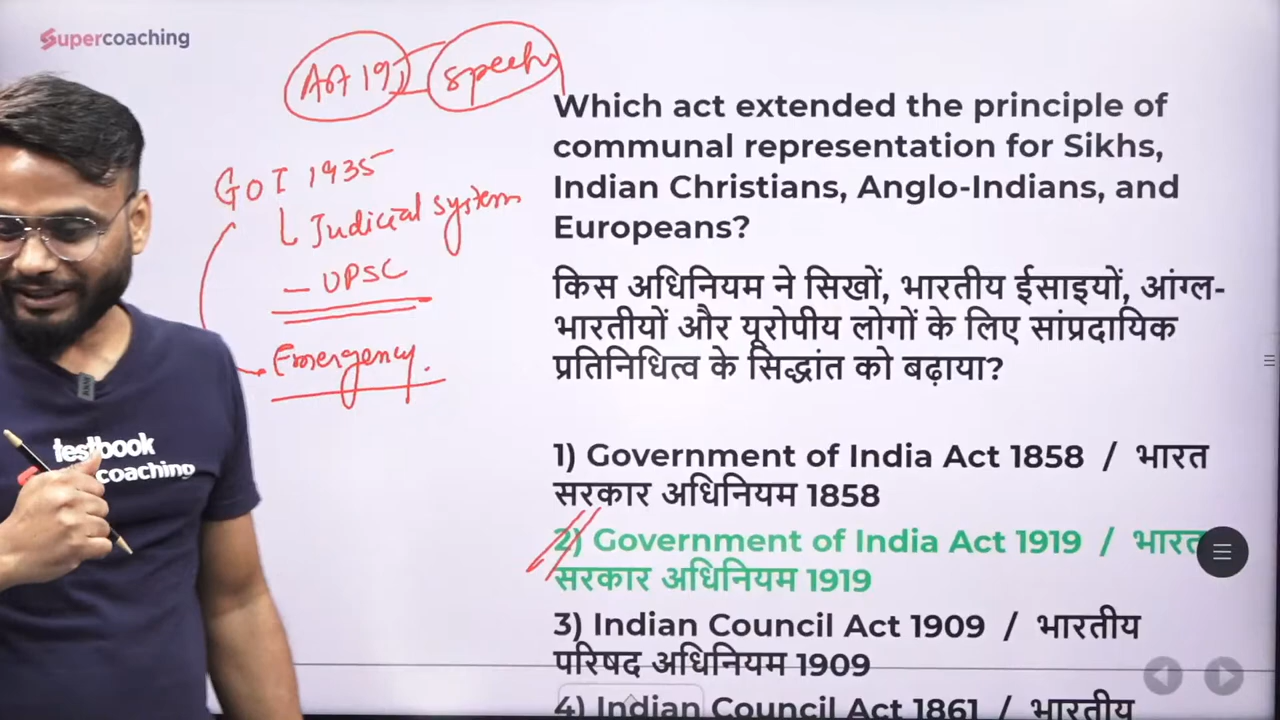 Supercoaching
Art 19 speech
GOI 1935
Judicial system
UPSC
Emergency.
testbook
coaching
Which act extended the principle of
communal representation for Sikhs,
Indian Christians, Anglo-Indians, and
Europeans?
किस अधिनियम ने सिखों, भारतीय ईसाइयों, आंग्ल-
भारतीयों और यूरोपीय लोगों के लिए सांप्रदायिक
प्रतिनिधित्व के सिद्धांत को बढ़ाया?
1) Government of India Act 1858 / भारत
सरकार अधिनियम 1858
2) Government of India Act 1919 / भारत
सरकार अधिनियम 1919
3) Indian Council Act 1909 / भारतीय
परिषद अधिनियम 1909
4) Indian Council Act 1861 / भारतीय